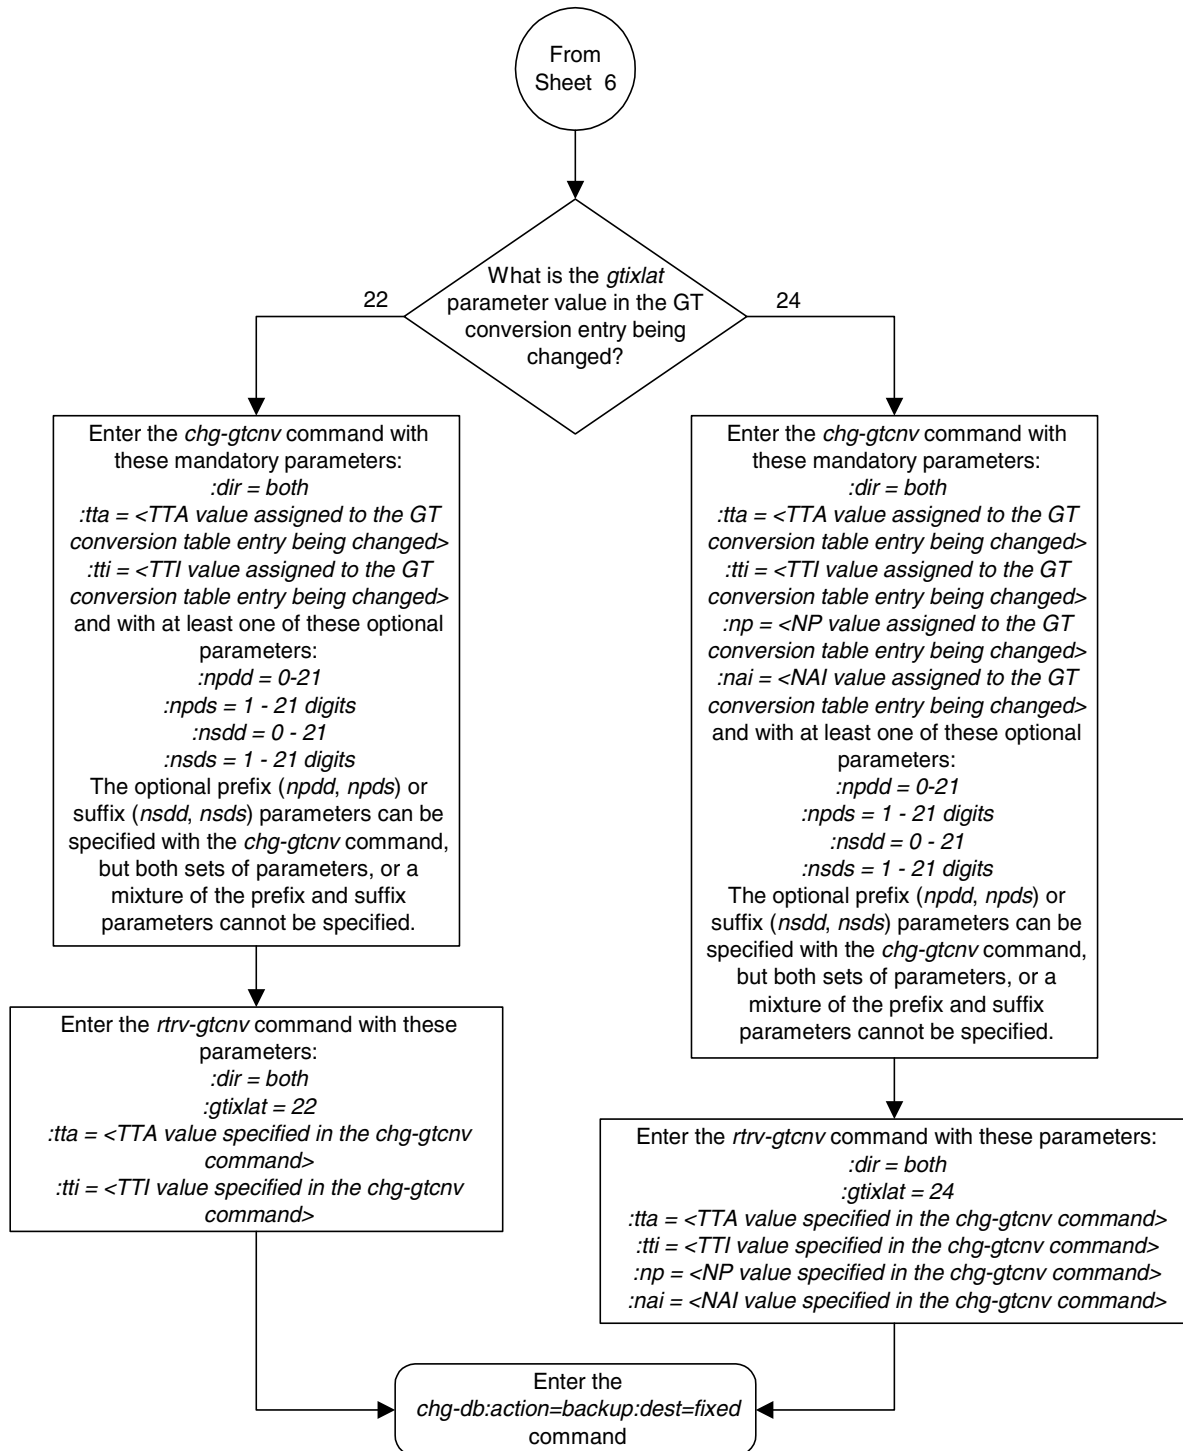 From
Sheet 6
What is the gtixlat
parameter value in the GT
conversion entry being
changed?
22
24
Enter the chg-gtcnv command with
these mandatory parameters:
:dir = both
:tta = <TTA value assigned to the GT
conversion table entry being changed>
:tti = <TTI value assigned to the GT
conversion table entry being changed>
and with at least one of these optional
parameters:
:npdd = 0-21
:npds = 1 - 21 digits
:nsdd = 0 - 21
:nsds = 1 - 21 digits
The optional prefix (npdd, npds) or
suffix (nsdd, nsds) parameters can be
specified with the chg-gtcnv command,
but both sets of parameters, or a
mixture of the prefix and suffix
parameters cannot be specified.
Enter the chg-gtcnv command with
these mandatory parameters:
:dir = both
:tta = <TTA value assigned to the GT
conversion table entry being changed>
:tti = <TTI value assigned to the GT
conversion table entry being changed>
:np = <NP value assigned to the GT
conversion table entry being changed>
:nai = <NAI value assigned to the GT
conversion table entry being changed>
and with at least one of these optional
parameters:
:npdd = 0-21
:npds = 1 - 21 digits
:nsdd = 0 - 21
:nsds = 1 - 21 digits
The optional prefix (npdd, npds) or
suffix (nsdd, nsds) parameters can be
specified with the chg-gtcnv command,
but both sets of parameters, or a
mixture of the prefix and suffix
parameters cannot be specified.
Enter the rtrv-gtcnv command with these
parameters:
:dir = both
:gtixlat = 22
:tta = <TTA value specified in the chg-gtcnv
command>
:tti = <TTI value specified in the chg-gtcnv
command>
Enter the rtrv-gtcnv command with these parameters:
:dir = both
:gtixlat = 24
:tta = <TTA value specified in the chg-gtcnv command>
:tti = <TTI value specified in the chg-gtcnv command>
:np = <NP value specified in the chg-gtcnv command>
:nai = <NAI value specified in the chg-gtcnv command>
Enter the
chg-db:action=backup:dest=fixed
command